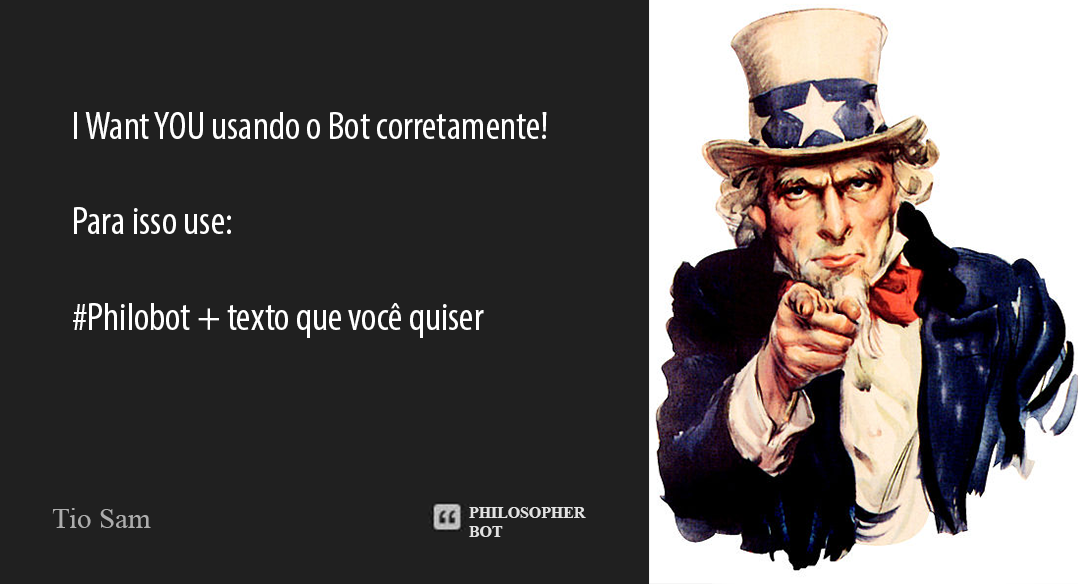 I Want YOU usando o Bot corretamente!
Para isso use:
#Philobot + texto que você quiser
Tio Sam
PHILOSOPHER
BOT